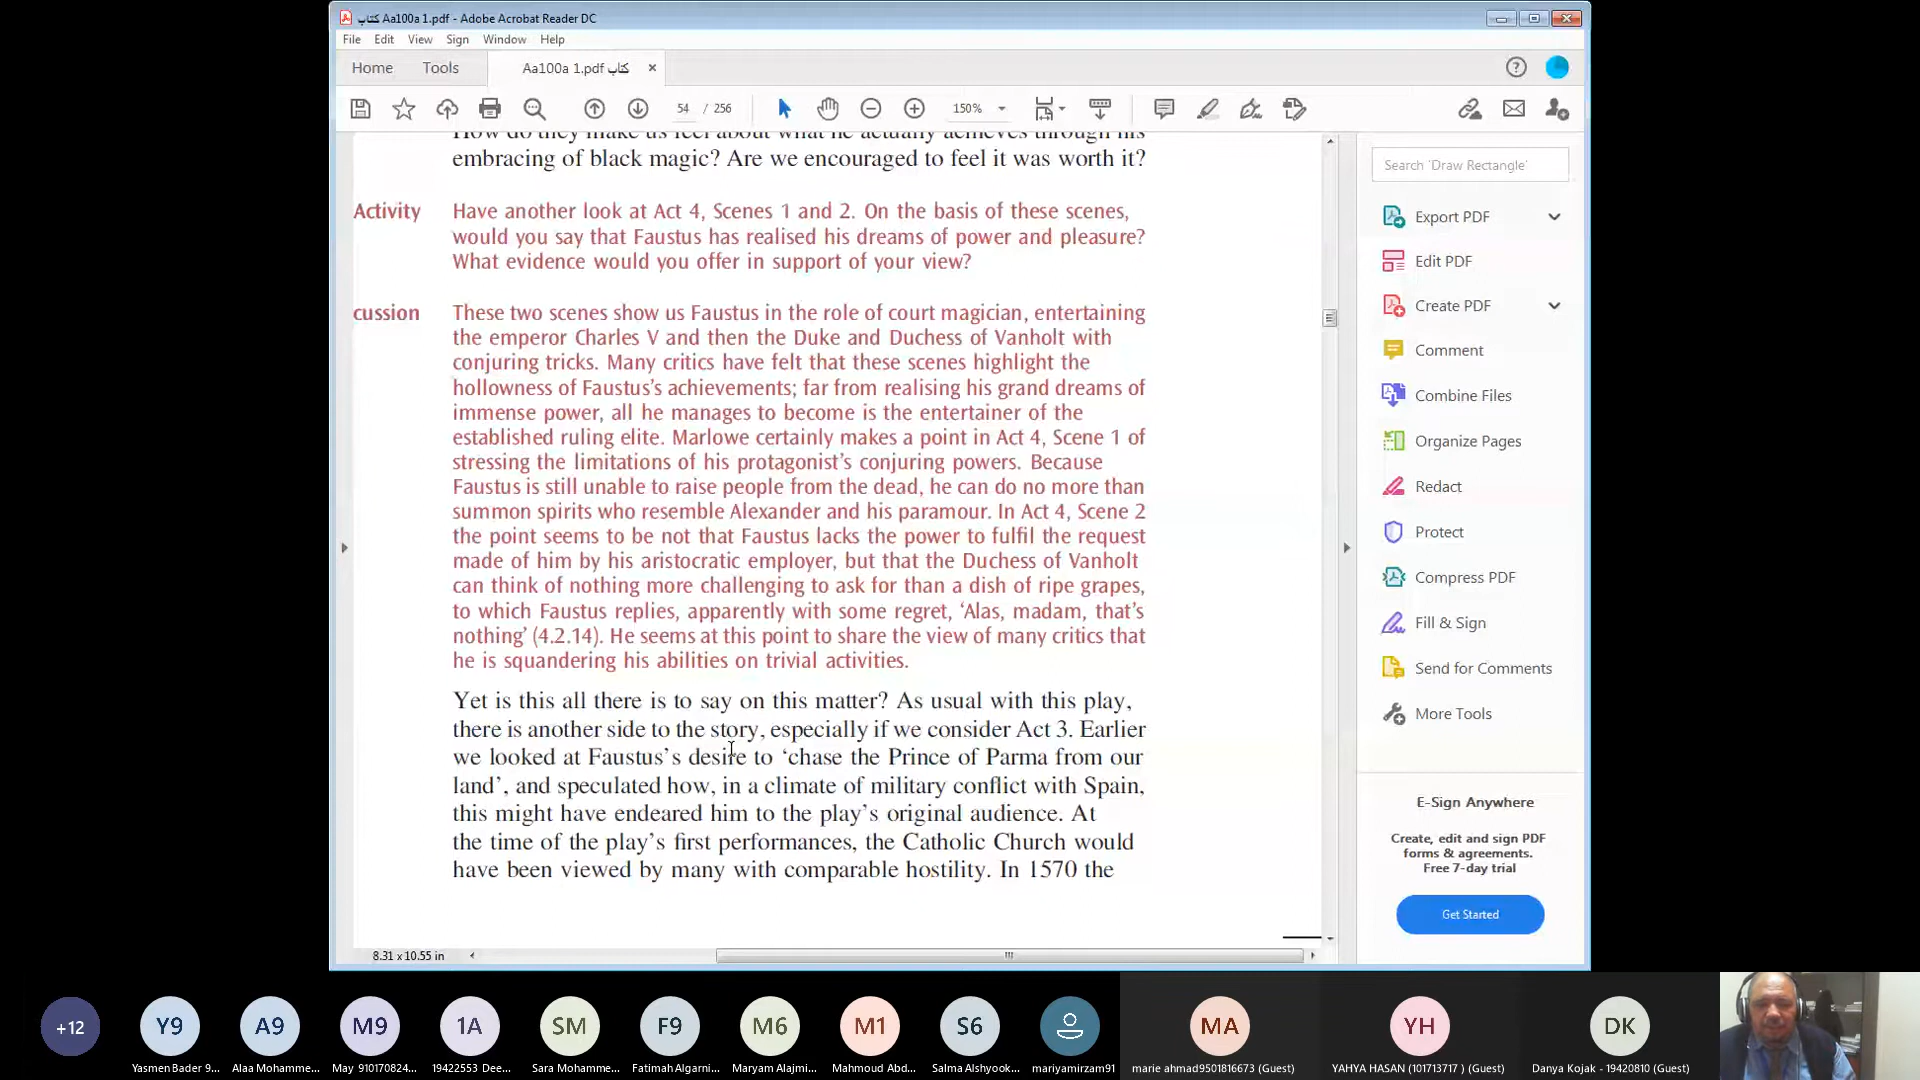 كتاب Aa100a 1.pdf - Adobe Acrobat Reader DC
File Edit View Sign Window Help
Home Tools Aa100a 1.pdf كتاب
54 / 256 150%
How do they make us feel about what he actually achieves through his
embracing of black magic? Are we encouraged to feel it was worth it?
Activity Have another look at Act 4, Scenes 1 and 2. On the basis of these scenes,
would you say that Faustus has realised his dreams of power and pleasure?
What evidence would you offer in support of your view?
cussion These two scenes show us Faustus in the role of court magician, entertaining
the emperor Charles V and then the Duke and Duchess of Vanholt with
conjuring tricks. Many critics have felt that these scenes highlight the
hollowness of Faustus's achievements; far from realising his grand dreams of
immense power, all he manages to become is the entertainer of the
established ruling elite. Marlowe certainly makes a point in Act 4, Scene 1 of
stressing the limitations of his protagonist's conjuring powers. Because
Faustus is still unable to raise people from the dead, he can do no more than
summon spirits who resemble Alexander and his paramour. In Act 4, Scene 2
the point seems to be not that Faustus lacks the power to fulfil the request
made of him by his aristocratic employer, but that the Duchess of Vanholt
can think of nothing more challenging to ask for than a dish of ripe grapes,
to which Faustus replies, apparently with some regret, 'Alas, madam, that's
nothing' (4.2.14). He seems at this point to share the view of many critics that
he is squandering his abilities on trivial activities.
Yet is this all there is to say on this matter? As usual with this play,
there is another side to the story, especially if we consider Act 3. Earlier
we looked at Faustus's desire to 'chase the Prince of Parma from our
land', and speculated how, in a climate of military conflict with Spain,
this might have endeared him to the play's original audience. At
the time of the play's first performances, the Catholic Church would
have been viewed by many with comparable hostility. In 1570 the
8.31 x 10.55 in
Search 'Draw Rectangle'
Export PDF
Edit PDF
Create PDF
Comment
Combine Files
Organize Pages
Redact
Protect
Compress PDF
Fill & Sign
Send for Comments
More Tools
E-Sign Anywhere
Create, edit and sign PDF
forms & agreements.
Free 7-day trial
Get Started
+12 Y9 A9 M9 1A SM F9 M6 M1 S6 MA YH DK
Yasmen Bader 9... Alaa Mohamme... May 910170824... 19422553 Dee... Sara Mohamme... Fatimah Algarni... Maryam Alajmi... Mahmoud Abd... Salma Alshyook... mariyamirzam91 marie ahmad9501816673 (Guest) YAHYA HASAN (101713717 ) (Guest) Danya Kojak - 19420810 (Guest)